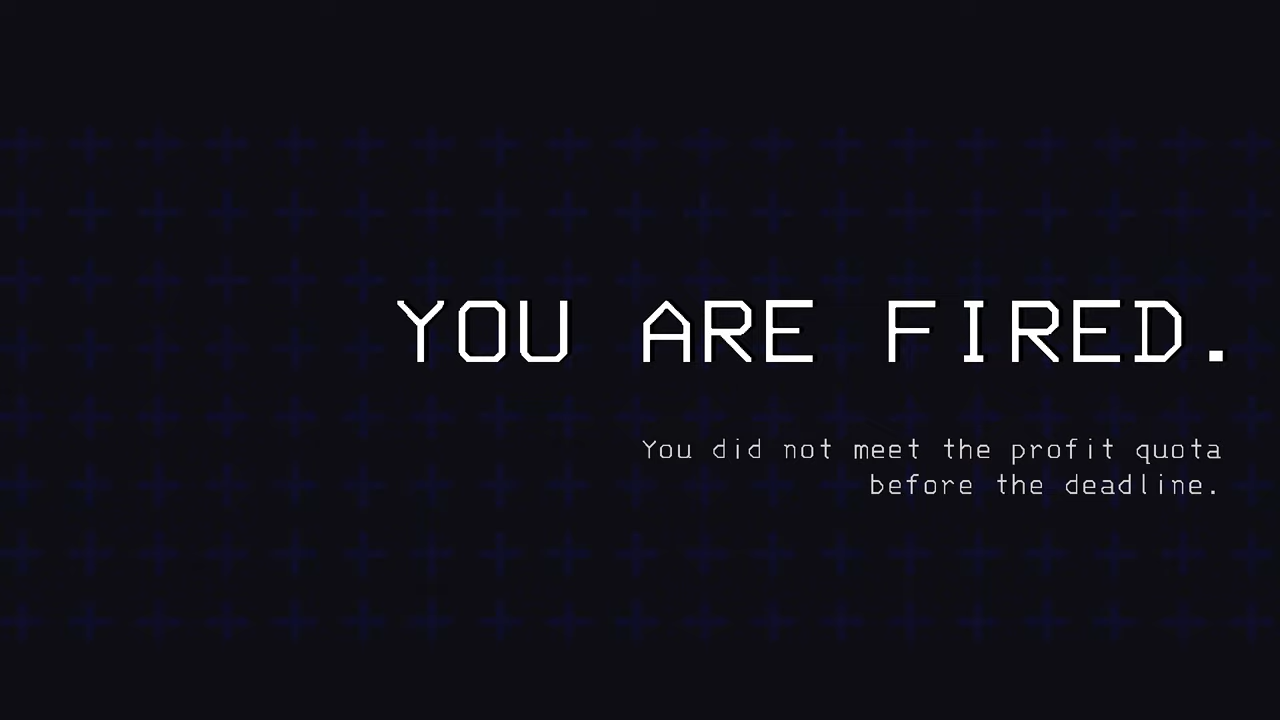 YOU ARE FIRED.
You did not meet the profit quota
before the deadline.